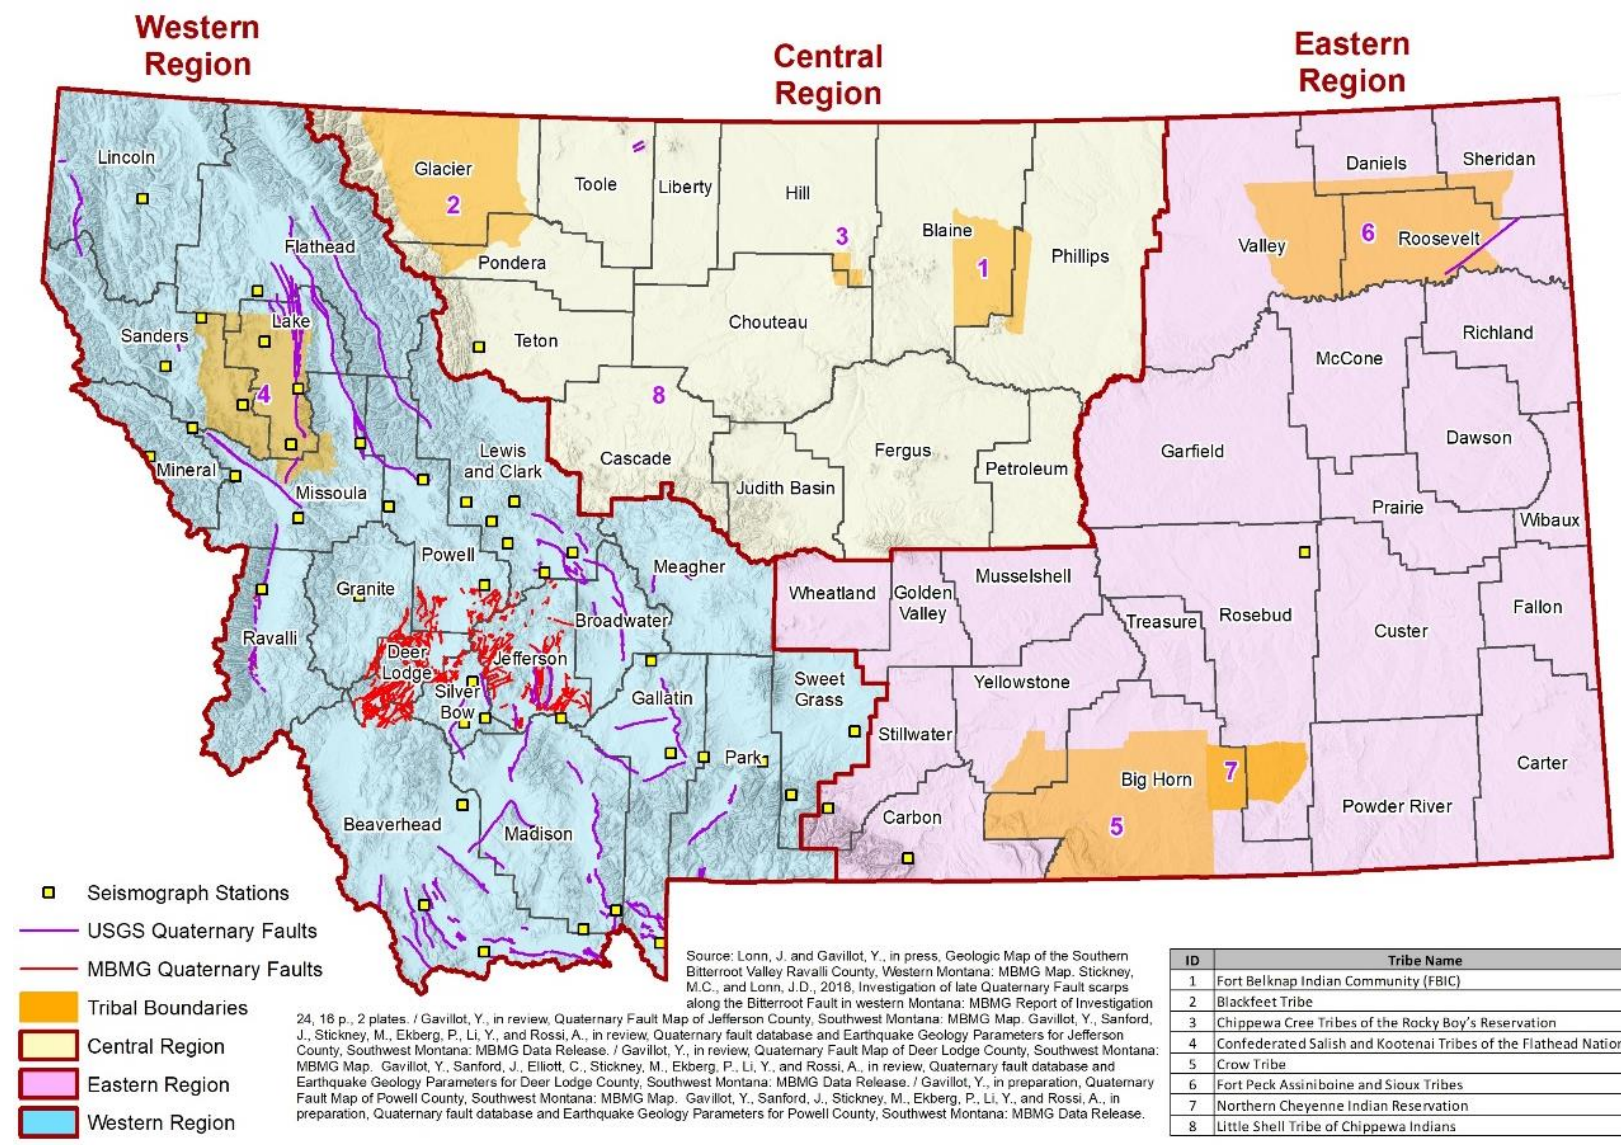 Western
Region
Central
Region
Eastern
Region
Lincoln
Glacier
2
Toole
Liberty
Hill
Blaine
Phillips
Daniels
Sheridan
Flathead
Pondera
3
1
Valley
6
Roosevelt
Sanders
Lake
Teton
Chouteau
McCone
Richland
4
8
Cascade
Judith Basin
Fergus
Petroleum
Garfield
Dawson
Prairie
Wibaux
Mineral
Missoula
Lewis
and Clark
Powell
Granite
Meagher
Wheatland
Golden
Valley
Musselshell
Treasure
Rosebud
Custer
Fallon
Ravalli
Deer
Lodge
Jefferson
Broadwater
Silver
Bow
Gallatin
Sweet
Grass
Yellowstone
Stillwater
Park
Big Horn
7
Carter
Beaverhead
Madison
Carbon
5
Powder River
Seismograph Stations
USGS Quaternary Faults
MBMG Quaternary Faults
Tribal Boundaries
Central Region
Eastern Region
Western Region
Source: Lonn, J. and Gavillot, Y., in press, Geologic Map of the Southern
Bitterroot Valley Ravalli County, Western Montana: MBMG Map. Stickney,
M.C., and Lonn, J.D., 2018, Investigation of late Quaternary Fault scarps
along the Bitterroot Fault in western Montana: MBMG Report of Investigation
24, 16 p., 2 plates. / Gavillot, Y., in review, Quaternary Fault Map of Jefferson County, Southwest Montana: MBMG Map. Gavillot, Y., Sanford,
J., Stickney, M., Ekberg, P., Li, Y., and Rossi, A., in review, Quaternary fault database and Earthquake Geology Parameters for Jefferson
County, Southwest Montana: MBMG Data Release. / Gavillot, Y., in review, Quaternary Fault Map of Deer Lodge County, Southwest Montana:
MBMG Map. Gavillot, Y., Sanford, J., Elliott, C., Stickney, M., Ekberg, P., Li, Y., and Rossi, A., in review, Quaternary fault database and
Earthquake Geology Parameters for Deer Lodge County, Southwest Montana: MBMG Data Release. / Gavillot, Y., in preparation, Quaternary
Fault Map of Powell County, Southwest Montana: MBMG Map. Gavillot, Y., Sanford, J., Stickney, M., Ekberg, P., Li, Y., and Rossi, A., in
preparation, Quaternary fault database and Earthquake Geology Parameters for Powell County, Southwest Montana: MBMG Data Release.
ID Tribe Name
1 Fort Belknap Indian Community (FBIC)
2 Blackfeet Tribe
3 Chippewa Cree Tribes of the Rocky Boy's Reservation
4 Confederated Salish and Kootenai Tribes of the Flathead Nation
5 Crow Tribe
6 Fort Peck Assiniboine and Sioux Tribes
7 Northern Cheyenne Indian Reservation
8 Little Shell Tribe of Chippewa Indians